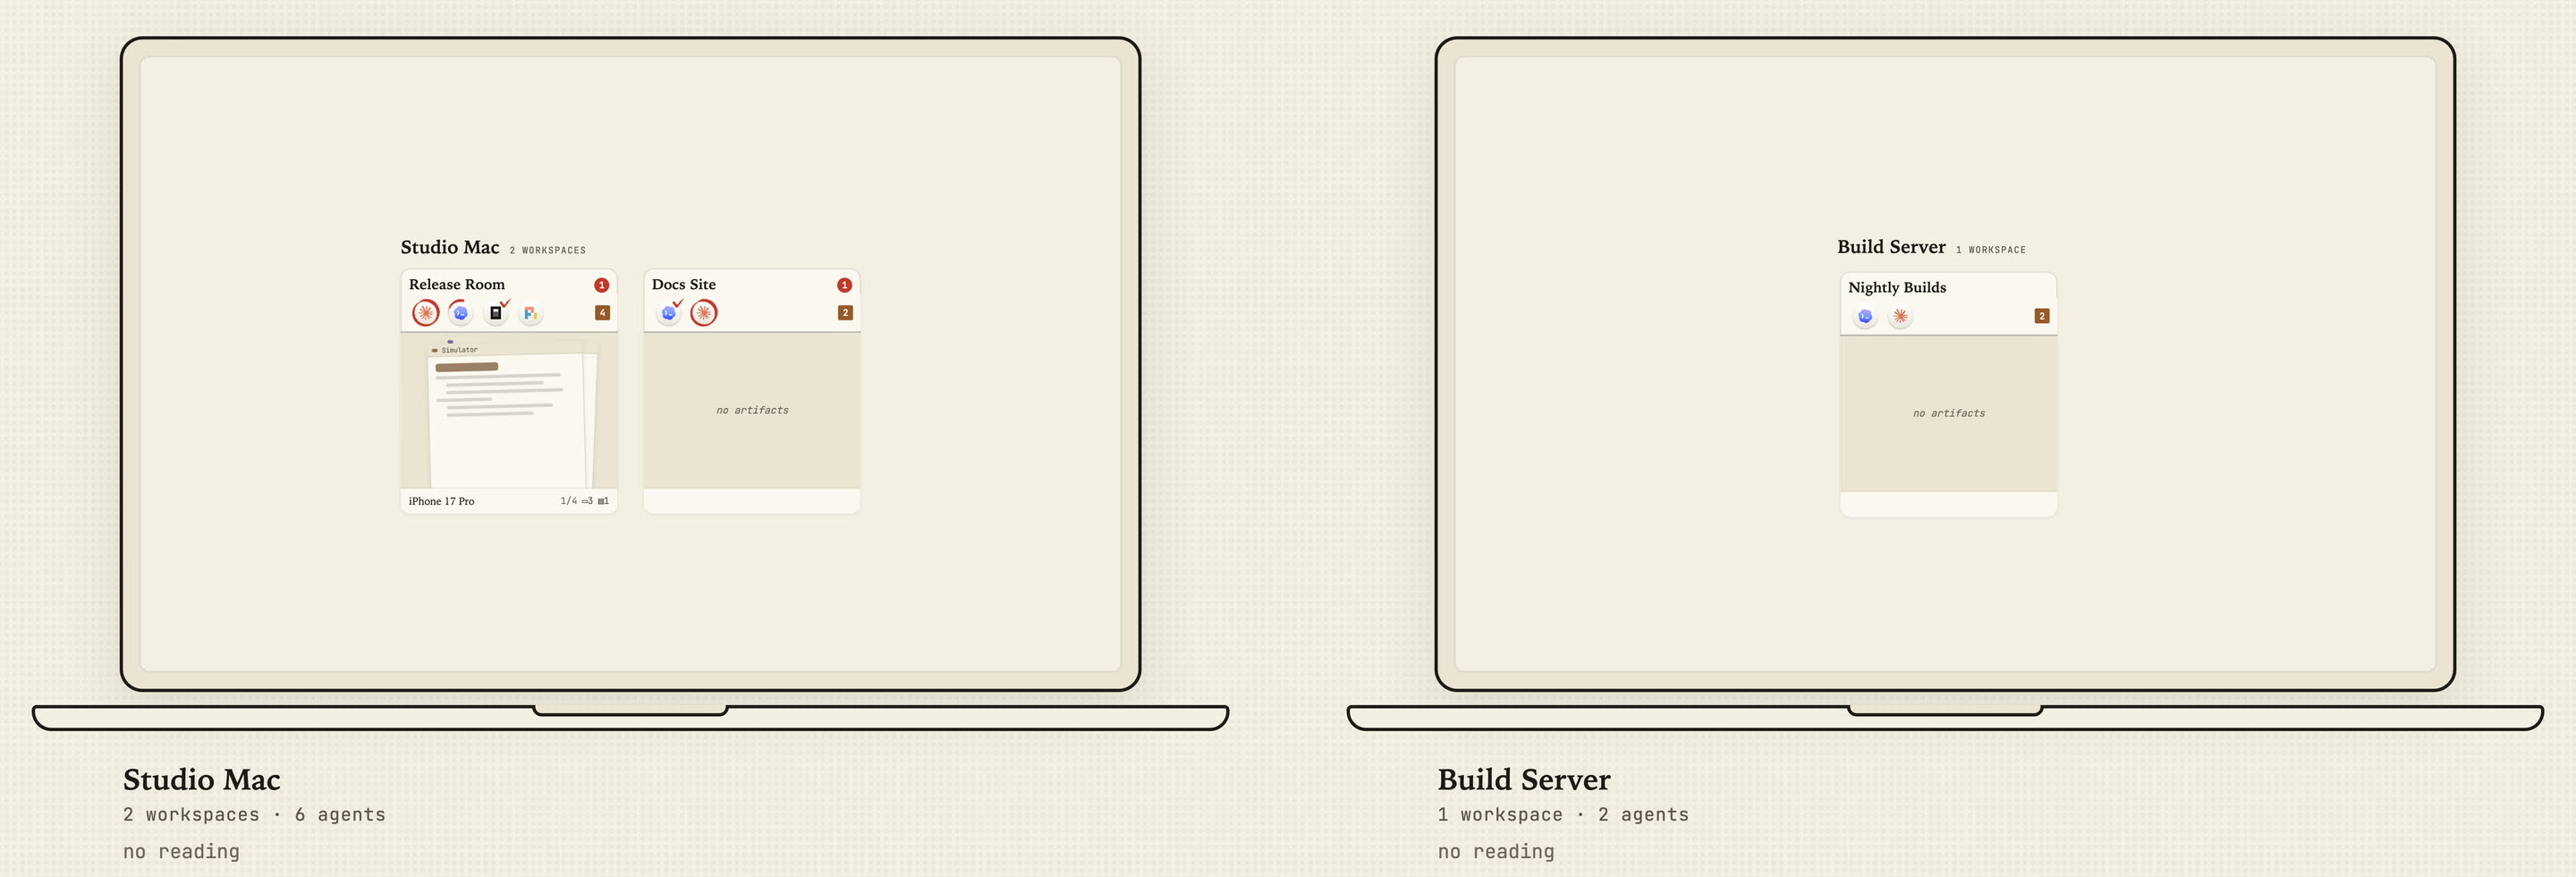 Studio Mac 2 WORKSPACES
Release Room 1
4
Simulator
iPhone 17 Pro 1/4 ▭3 ▤1
Docs Site 1
2
no artifacts
Build Server 1 WORKSPACE
Nightly Builds
2
no artifacts
Studio Mac
2 workspaces · 6 agents
no reading
Build Server
1 workspace · 2 agents
no reading